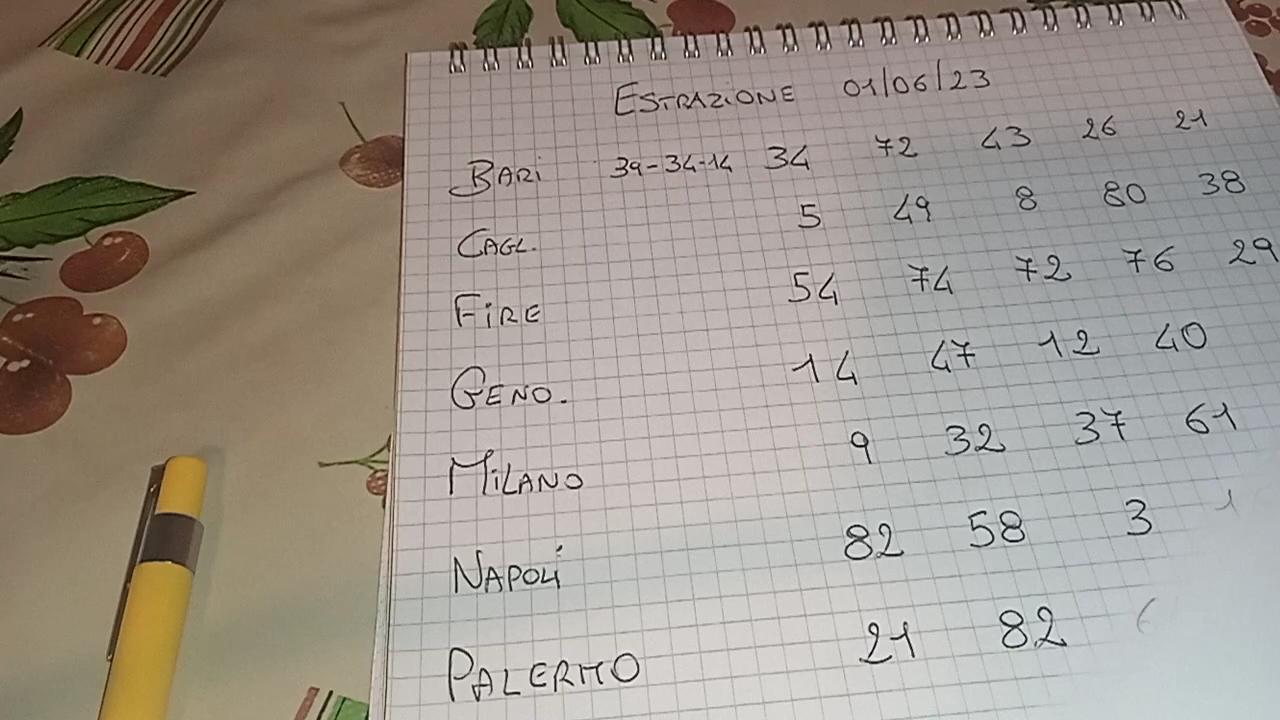 ESTRAZIONE 01/06/23
BARI 39-34-14 34 72 43 26 21
CAGL. 5 49 8 80 38
FIRE 54 74 72 76 29
GENO. 14 47 12 40
MILANO 9 32 37 61
NAPOLI 82 58 3
PALERMO 21 82